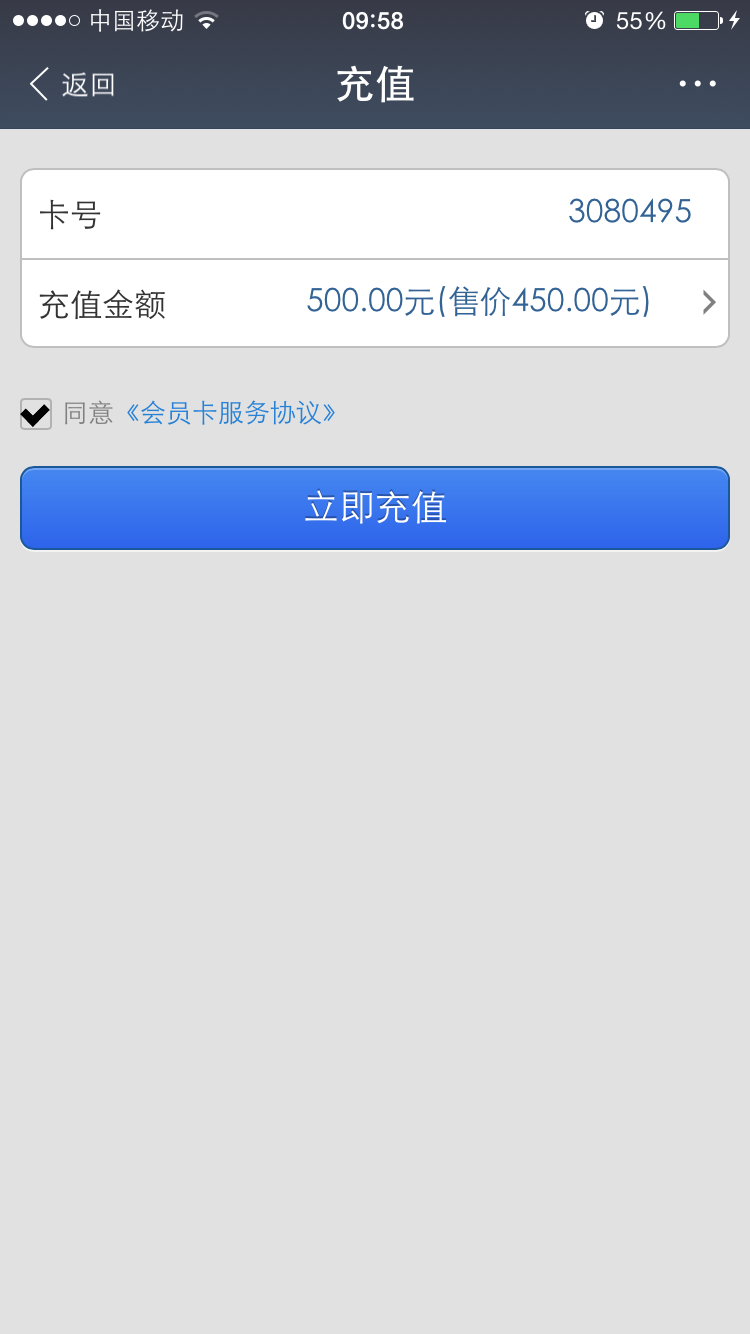 中国移动 09:58 55%
返回 充值
卡号 3080495
充值金额 500.00元(售价450.00元)
同意《会员卡服务协议》
立即充值